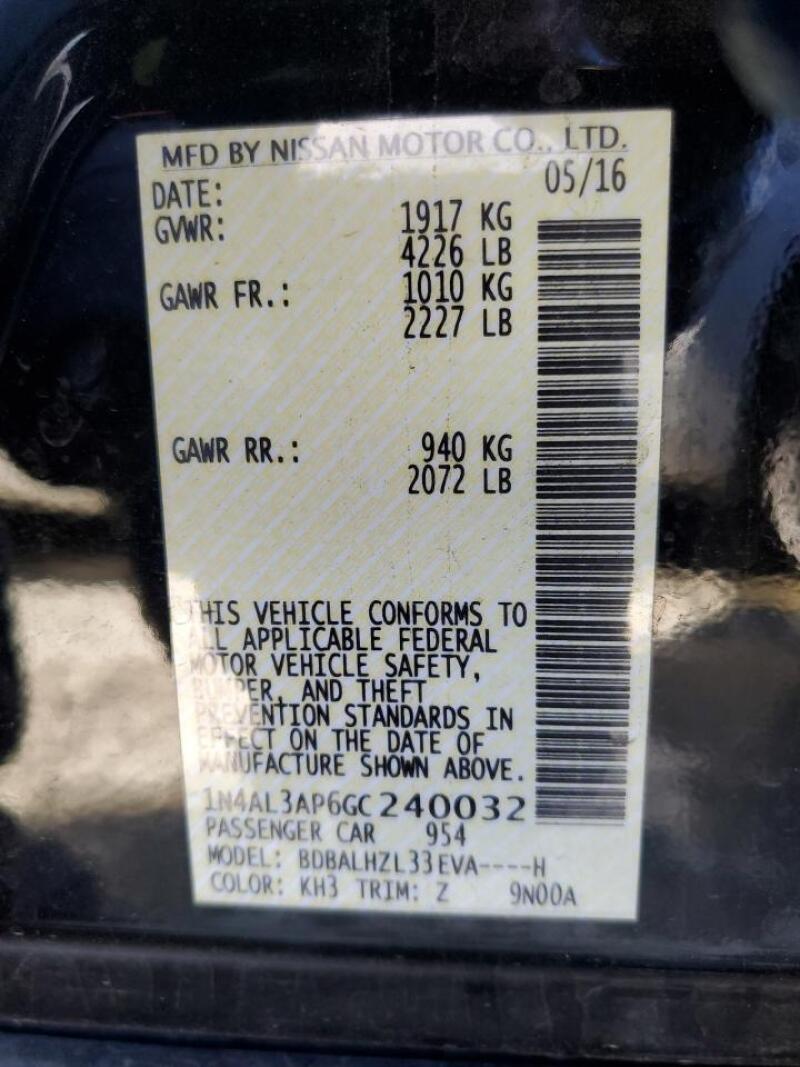 MFD BY NISSAN MOTOR CO., LTD.
DATE: 05/16
GVWR: 1917 KG
4226 LB
GAWR FR.: 1010 KG
2227 LB
GAWR RR.: 940 KG
2072 LB
THIS VEHICLE CONFORMS TO
ALL APPLICABLE FEDERAL
MOTOR VEHICLE SAFETY,
BUMPER, AND THEFT
PREVENTION STANDARDS IN
EFFECT ON THE DATE OF
MANUFACTURE SHOWN ABOVE.
1N4AL3AP6GC240032
PASSENGER CAR 954
MODEL: BDBALHZL33EVA----H
COLOR: KH3 TRIM: Z 9N00A